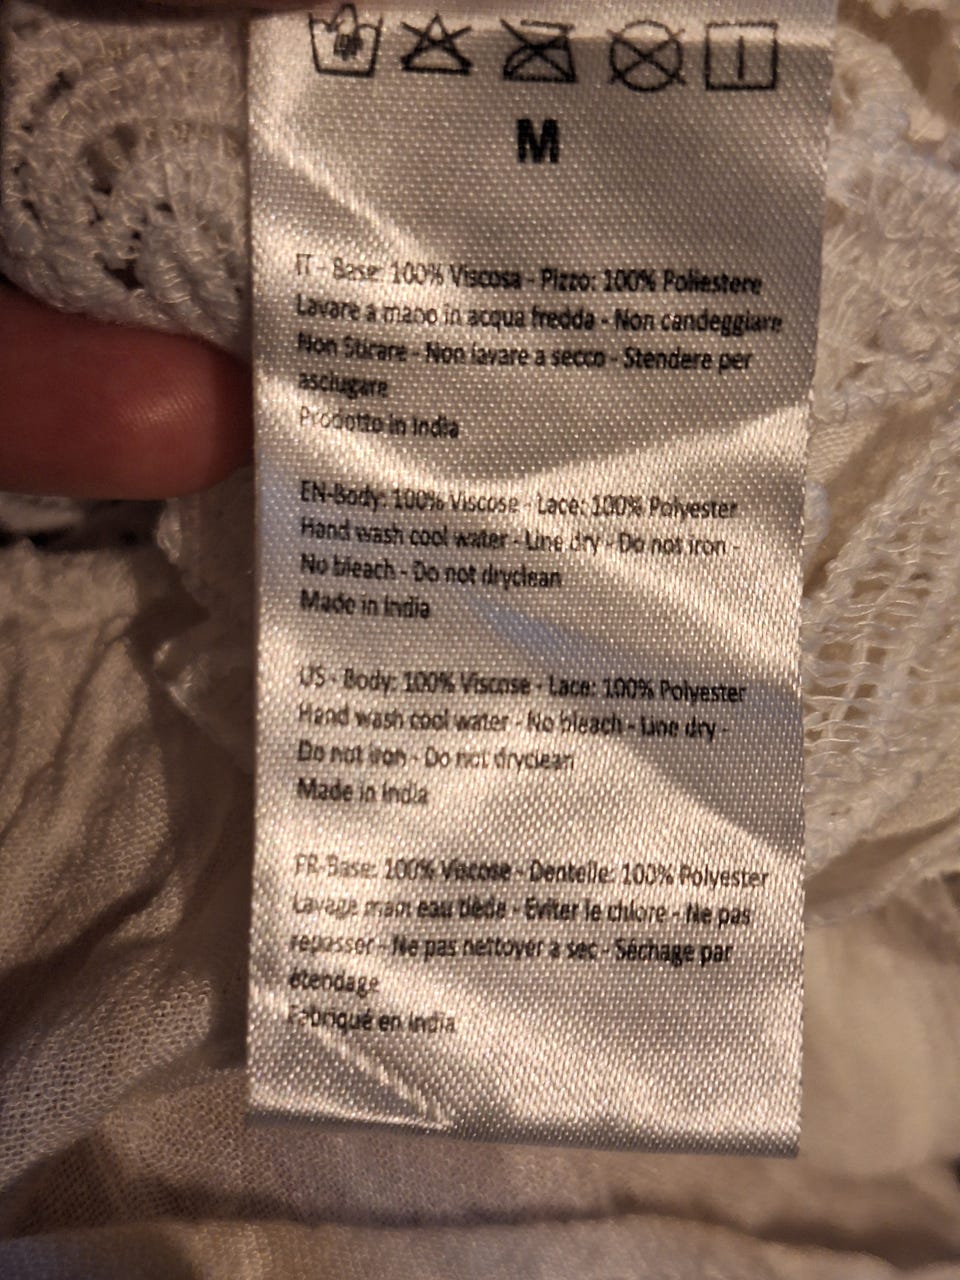 M
IT - Base: 100% Viscosa - Pizzo: 100% Poliestere
Lavare a mano in acqua fredda - Non candeggiare
Non Stirare - Non lavare a secco - Stendere per
asciugare
Prodotto in India
EN-Body: 100% Viscose - Lace: 100% Polyester
Hand wash cool water - Line dry - Do not iron -
No bleach - Do not dryclean
Made in India
US - Body: 100% Viscose - Lace: 100% Polyester
Hand wash cool water - No bleach - Line dry -
Do not iron - Do not dryclean
Made in India
FR-Base: 100% Viscose - Dentelle: 100% Polyester
Lavage main eau tiède - Eviter le chlore - Ne pas
repasser - Ne pas nettoyer a sec - Séchage par
étendage
Fabriqué en India